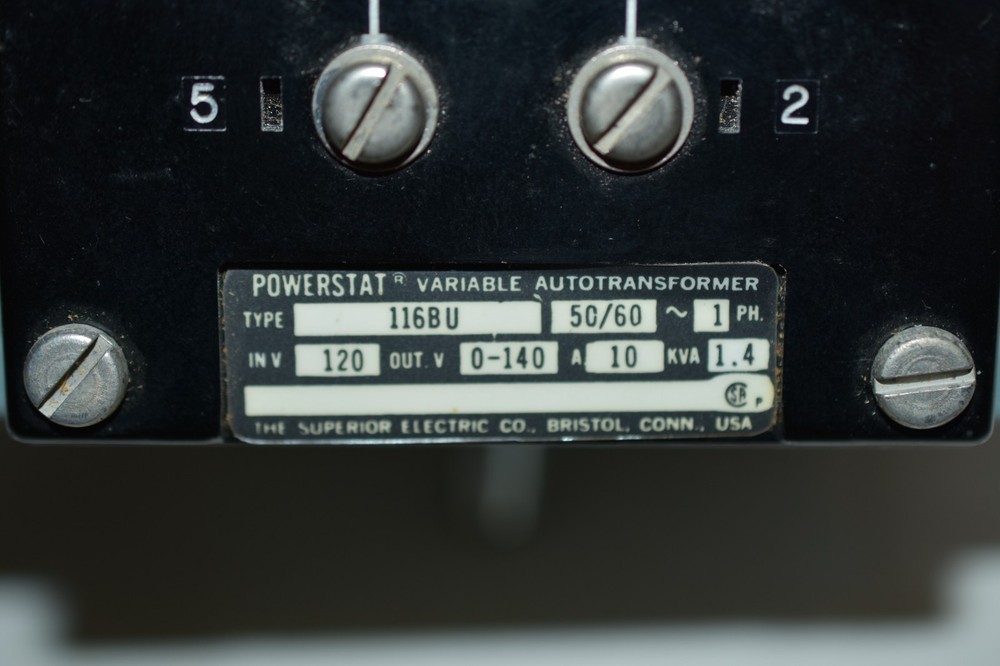 5 2
POWERSTAT® VARIABLE AUTOTRANSFORMER
TYPE 116BU 50/60 ~ 1 PH.
IN V 120 OUT. V 0-140 A 10 KVA 1.4
SA P
THE SUPERIOR ELECTRIC CO., BRISTOL, CONN., USA